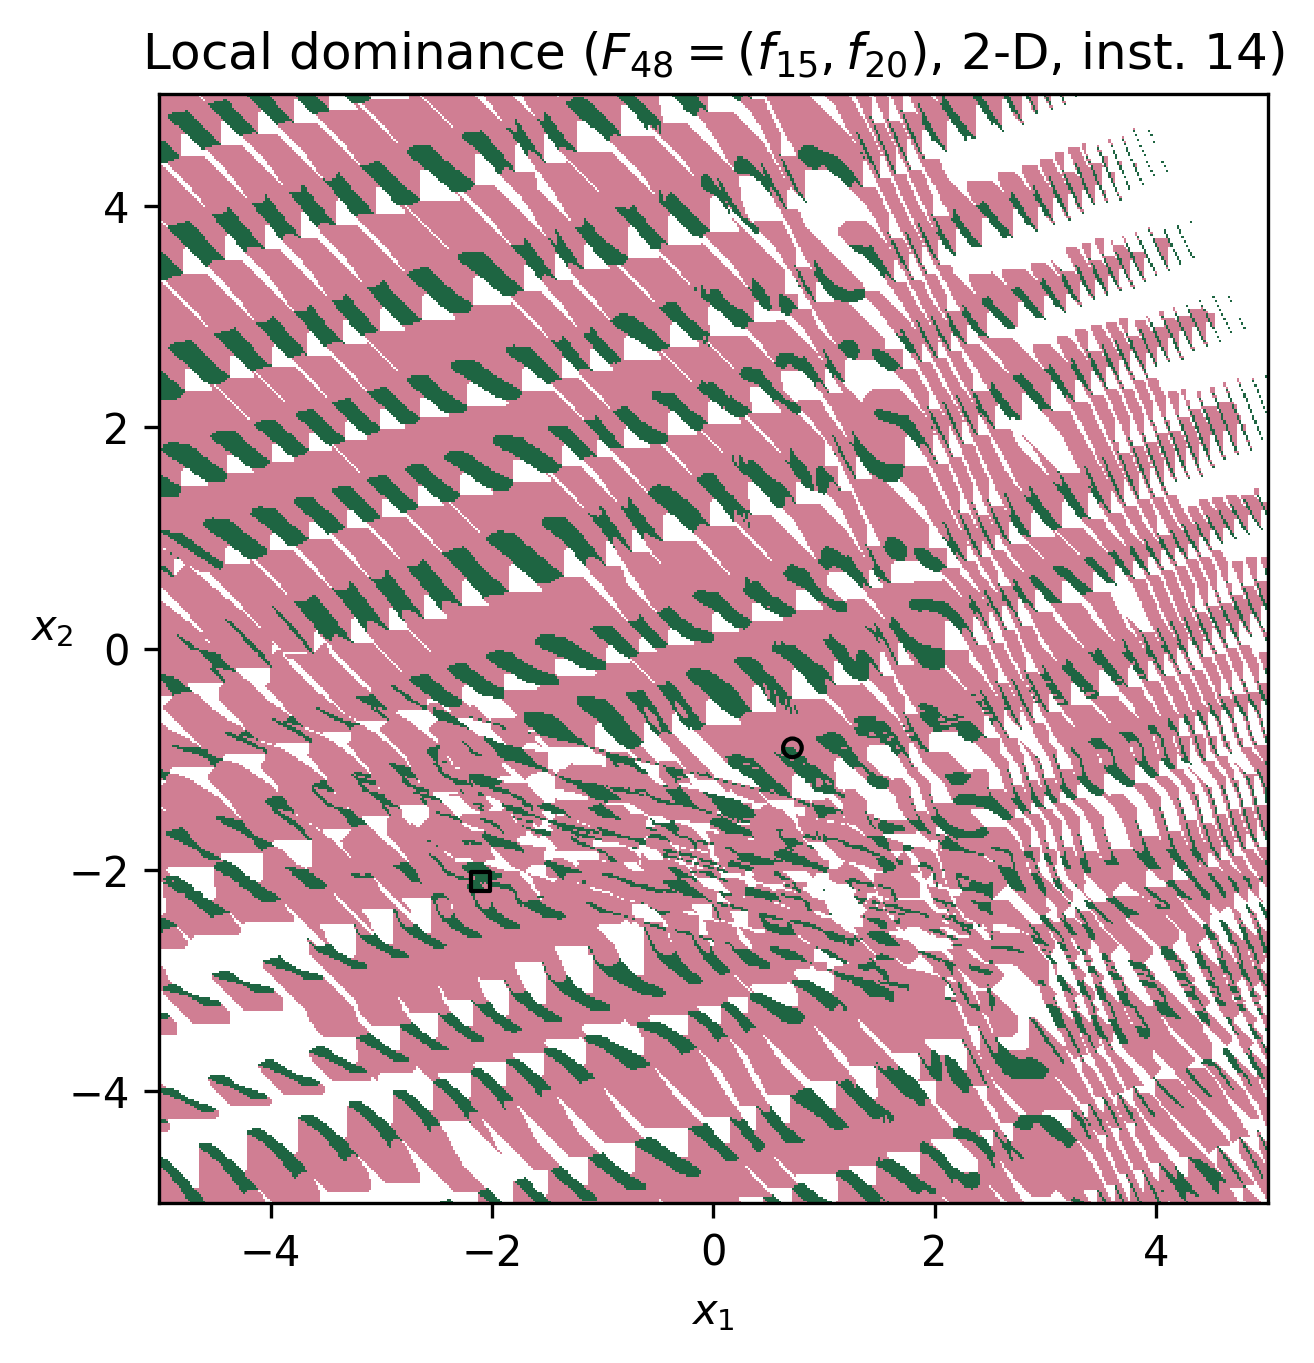 Local dominance (F₄₈ = (f₁₅, f₂₀), 2-D, inst. 14)
4
2
0
−2
−4
x₂
−4 −2 0 2 4
x₁